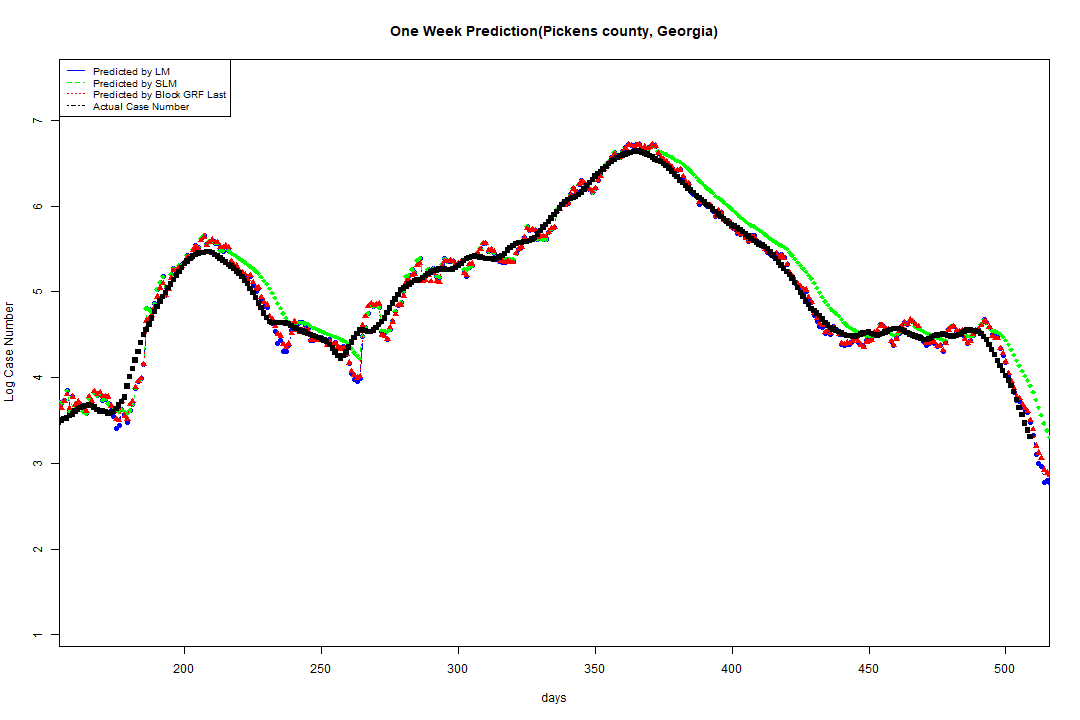 One Week Prediction(Pickens county, Georgia)
Predicted by LM
Predicted by SLM
Predicted by Block GRF Last
Actual Case Number
Log Case Number
7
6
5
4
3
2
1
200 250 300 350 400 450 500
days